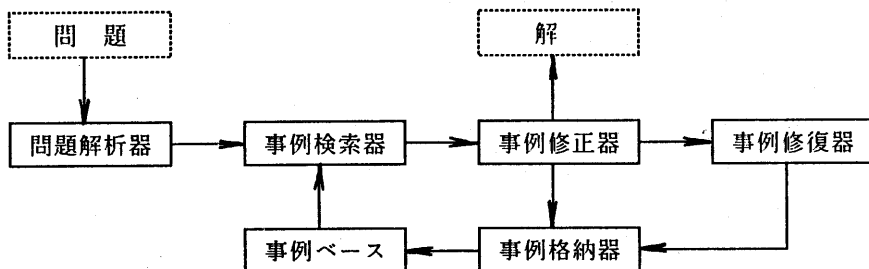 問題
解
問題解析器
事例検索器
事例修正器
事例修復器
事例ベース
事例格納器